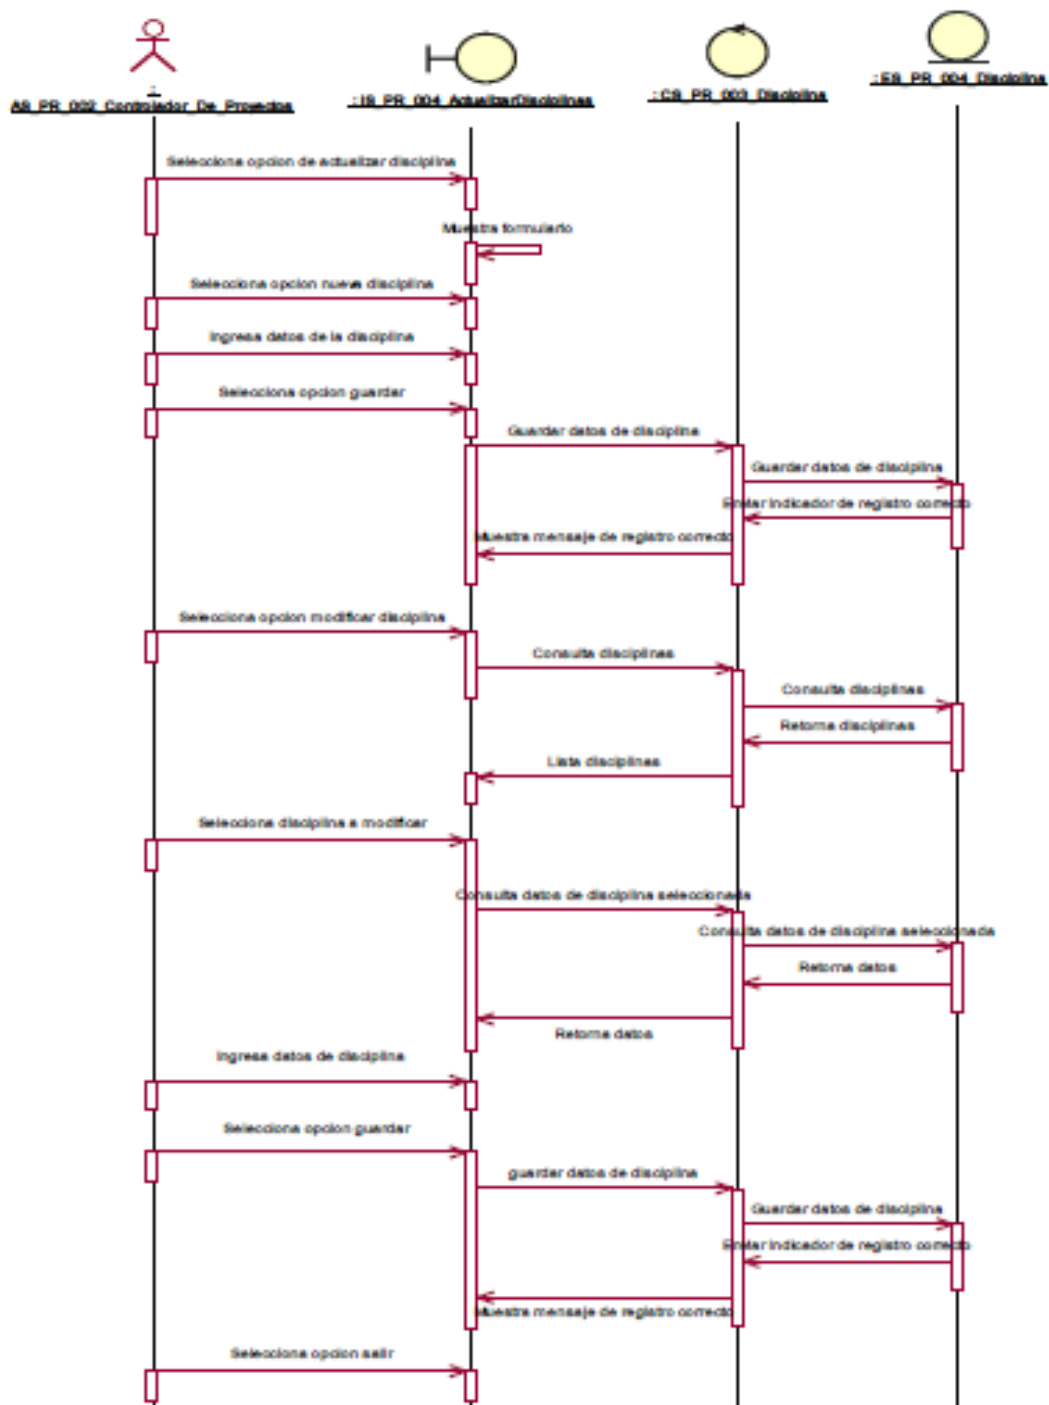 :
AS_PR_002_Controlador_De_Proyectos
: IS_PR_004_ActualizarDisciplinas
: CS_PR_003_Disciplina
: ES_PR_004_Disciplina
Selecciona opcion de actualizar disciplina
Muestra formulario
Selecciona opcion nueva disciplina
Ingresa datos de la disciplina
Selecciona opcion guardar
Guardar datos de disciplina
Guardar datos de disciplina
Enviar indicador de registro correcto
Muestra mensaje de registro correcto
Selecciona opcion modificar disciplina
Consulta disciplinas
Consulta disciplinas
Retorna disciplinas
Lista disciplinas
Selecciona disciplina a modificar
Consulta datos de disciplina seleccionada
Consulta datos de disciplina seleccionada
Retorna datos
Retorna datos
Ingresa datos de disciplina
Selecciona opcion guardar
guardar datos de disciplina
Guardar datos de disciplina
Enviar indicador de registro correcto
Muestra mensaje de registro correcto
Selecciona opcion salir